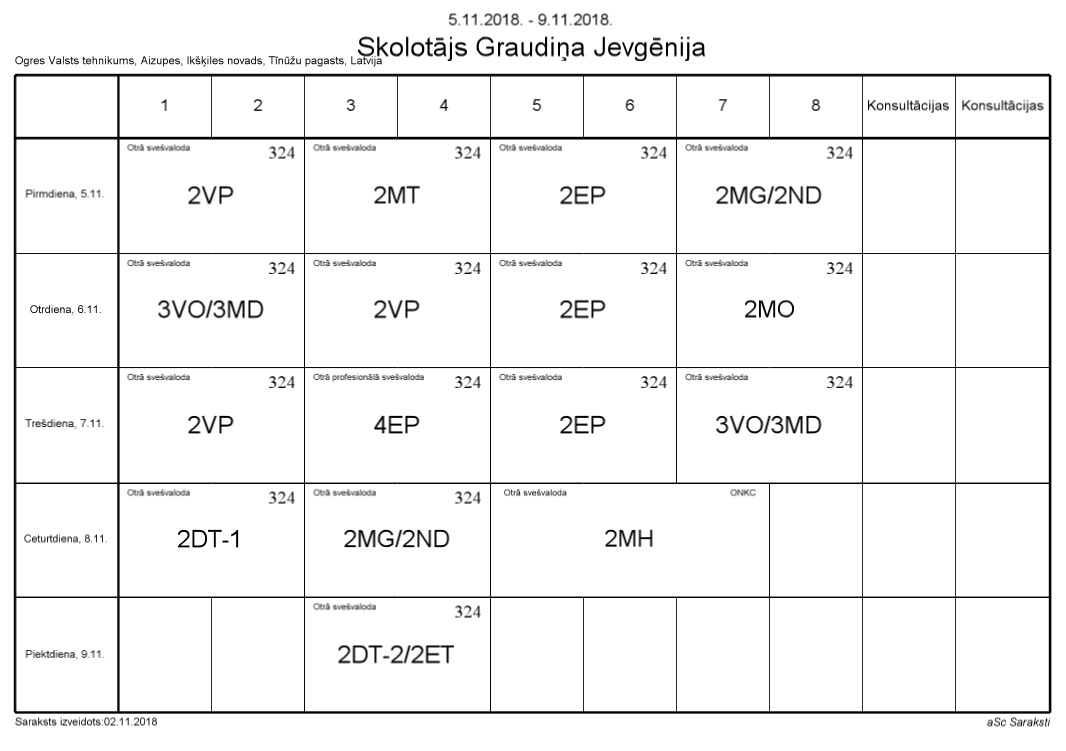 5.11.2018. - 9.11.2018.
Skolotājs Graudiņa Jevgēnija
Ogres Valsts tehnikums, Aizupes, Ikšķiles novads, Tīnūžu pagasts, Latvija
1 2 3 4 5 6 7 8 Konsultācijas Konsultācijas
Otrā svešvaloda 324 Otrā svešvaloda 324 Otrā svešvaloda 324 Otrā svešvaloda 324
Pirmdiena, 5.11. 2VP 2MT 2EP 2MG/2ND
Otrā svešvaloda 324 Otrā svešvaloda 324 Otrā svešvaloda 324 Otrā svešvaloda 324
Otrdiena, 6.11. 3VO/3MD 2VP 2EP 2MO
Otrā svešvaloda 324 Otrā profesionālā svešvaloda 324 Otrā svešvaloda 324 Otrā svešvaloda 324
Trešdiena, 7.11. 2VP 4EP 2EP 3VO/3MD
Otrā svešvaloda 324 Otrā svešvaloda 324 Otrā svešvaloda ONKC
Ceturtdiena, 8.11. 2DT-1 2MG/2ND 2MH
Otrā svešvaloda 324
Piektdiena, 9.11. 2DT-2/2ET
Saraksts izveidots:02.11.2018 aSc Saraksti